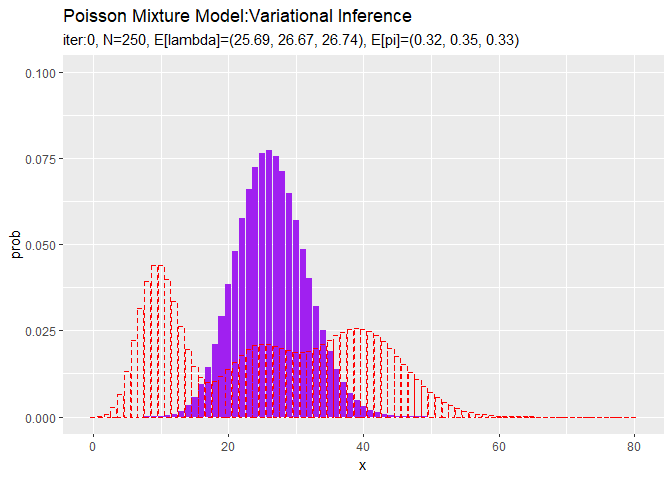 Poisson Mixture Model:Variational Inference
iter:0, N=250, E[lambda]=(25.69, 26.67, 26.74), E[pi]=(0.32, 0.35, 0.33)
0.100
0.075
0.050
0.025
0.000
prob
0 20 40 60 80
x